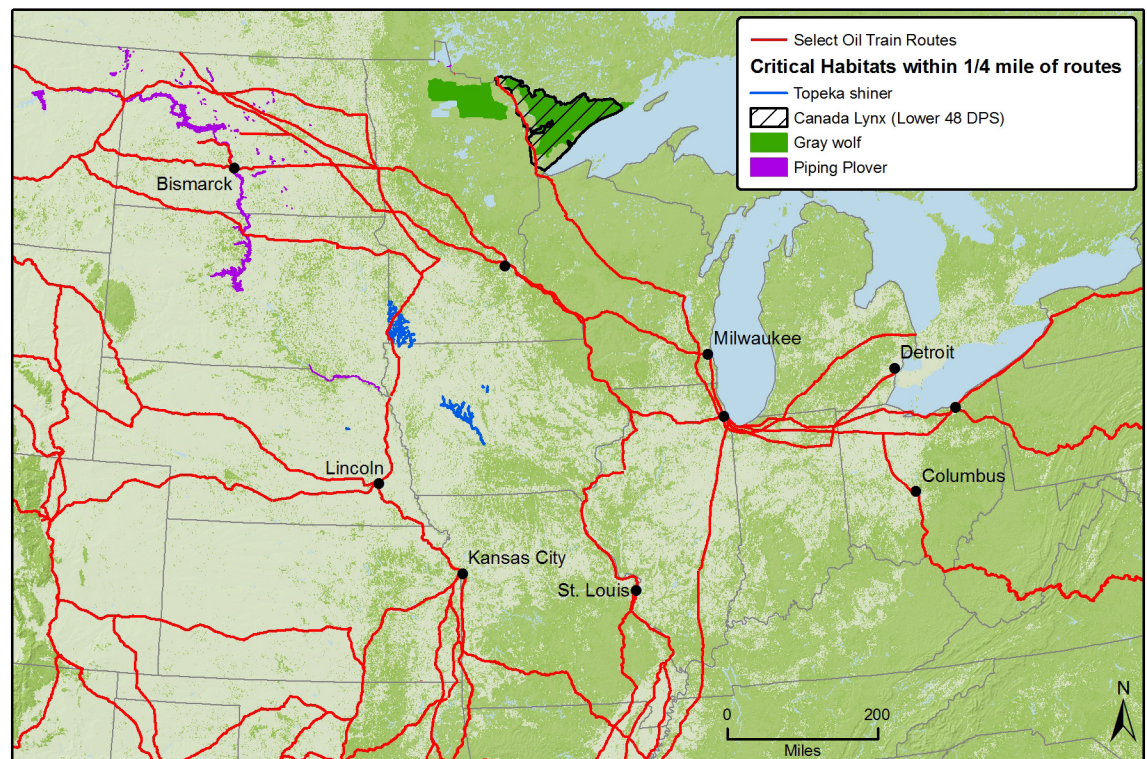 Select Oil Train Routes
Critical Habitats within 1/4 mile of routes
Topeka shiner
Canada Lynx (Lower 48 DPS)
Gray wolf
Piping Plover
Bismarck
Milwaukee
Detroit
Lincoln
Columbus
Kansas City
St. Louis
N
0 200
Miles